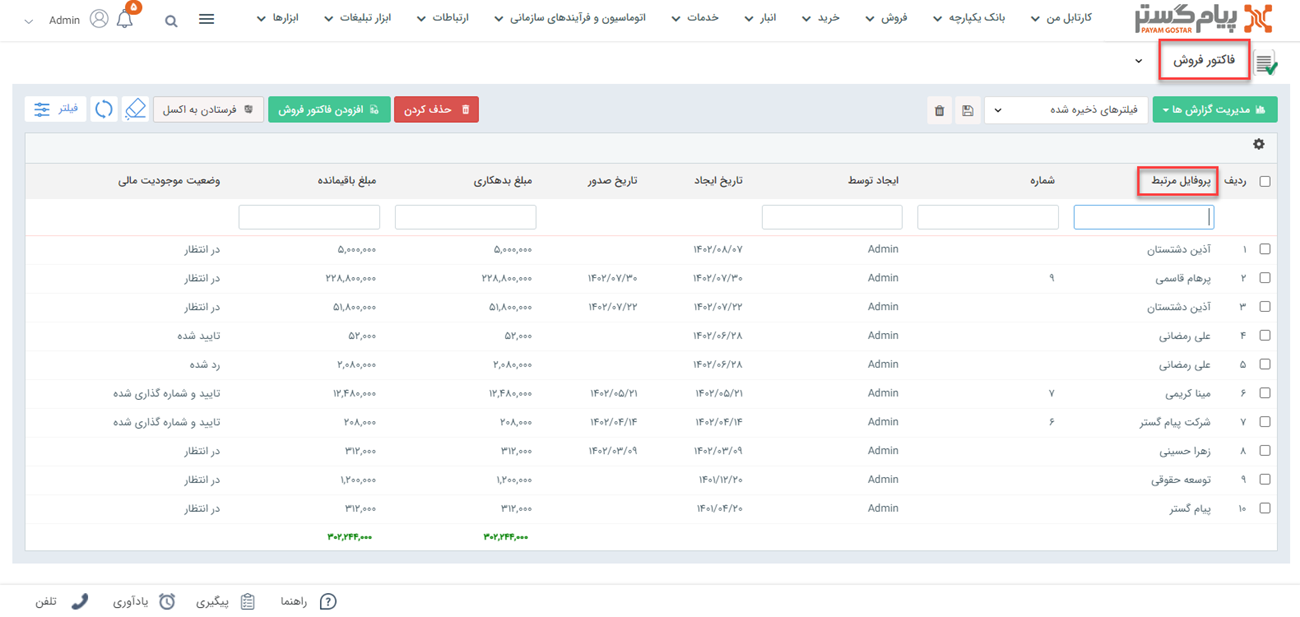 پیام گستر
PAYAM GOSTAR
کارتابل من
بانک یکپارچه
فروش
خرید
انبار
خدمات
اتوماسیون و فرآیندهای سازمانی
ارتباطات
ابزار تبلیغات
ابزارها
۵
Admin
فاکتور فروش
مدیریت گزارش ها
فیلترهای ذخیره شده
حذف کردن
افزودن فاکتور فروش
فرستادن به اکسل
فیلتر
ردیف پروفایل مرتبط شماره ایجاد توسط تاریخ ایجاد تاریخ صدور مبلغ بدهکاری مبلغ باقیمانده وضعیت موجودیت مالی
۱ آذین دشتستان Admin ۱۴۰۲/۰۸/۰۷ ۵,۰۰۰,۰۰۰ ۵,۰۰۰,۰۰۰ در انتظار
۲ پرهام قاسمی ۹ Admin ۱۴۰۲/۰۷/۳۰ ۱۴۰۲/۰۷/۳۰ ۲۲۸,۸۰۰,۰۰۰ ۲۲۸,۸۰۰,۰۰۰ در انتظار
۳ آذین دشتستان Admin ۱۴۰۲/۰۷/۲۲ ۱۴۰۲/۰۷/۲۲ ۵۱,۸۰۰,۰۰۰ ۵۱,۸۰۰,۰۰۰ در انتظار
۴ علی رمضانی Admin ۱۴۰۲/۰۶/۲۸ ۵۲,۰۰۰ ۵۲,۰۰۰ تایید شده
۵ علی رمضانی Admin ۱۴۰۲/۰۶/۲۸ ۲,۰۸۰,۰۰۰ ۲,۰۸۰,۰۰۰ رد شده
۶ مینا کریمی ۷ Admin ۱۴۰۲/۰۵/۲۱ ۱۴۰۲/۰۵/۲۱ ۱۲,۴۸۰,۰۰۰ ۱۲,۴۸۰,۰۰۰ تایید و شماره گذاری شده
۷ شرکت پیام گستر ۶ Admin ۱۴۰۲/۰۴/۱۴ ۱۴۰۲/۰۴/۱۴ ۲۰۸,۰۰۰ ۲۰۸,۰۰۰ تایید و شماره گذاری شده
۸ زهرا حسینی Admin ۱۴۰۲/۰۳/۰۹ ۱۴۰۲/۰۳/۰۹ ۳۱۲,۰۰۰ ۳۱۲,۰۰۰ در انتظار
۹ توسعه حقوقی Admin ۱۴۰۱/۱۲/۲۰ ۱,۲۰۰,۰۰۰ ۱,۲۰۰,۰۰۰ در انتظار
۱۰ پیام گستر Admin ۱۴۰۱/۰۴/۲۰ ۳۱۲,۰۰۰ ۳۱۲,۰۰۰ در انتظار
۳۰۲,۲۴۴,۰۰۰ ۳۰۲,۲۴۴,۰۰۰
راهنما
پیگیری
یادآوری
تلفن